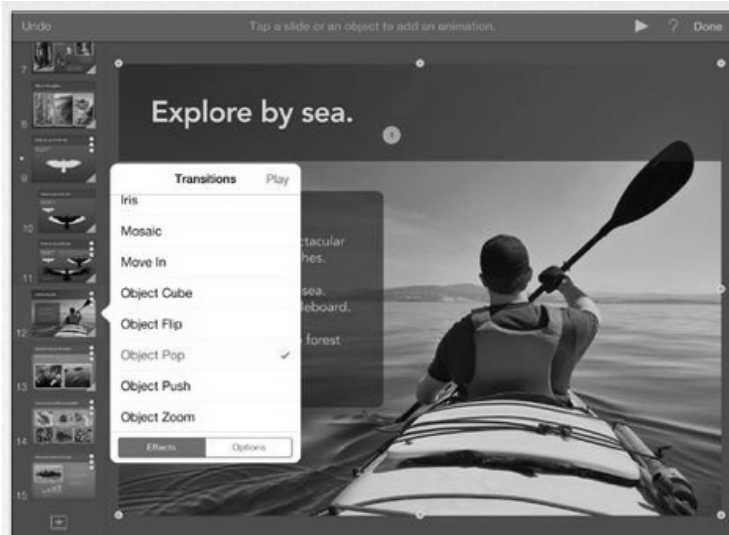 Undo
Tap a slide or an object to add an animation.
? Done
7
8
9
10
11
12
13
14
15
Explore by sea.
1
Transitions
Play
Iris
Mosaic
Move In
Object Cube
Object Flip
Object Pop
Object Push
Object Zoom
Effects
Options
ctacular
hes.
sea.
leboard.
forest